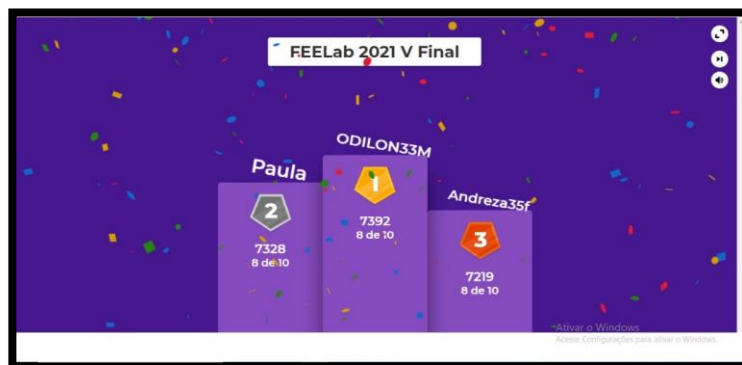 FEELab 2021 V Final
ODILON33M
Paula
Andreza35f
1
2
3
7392
8 de 10
7328
8 de 10
7219
8 de 10
Ativar o Windows
Acesse Configurações para ativar o Windows.